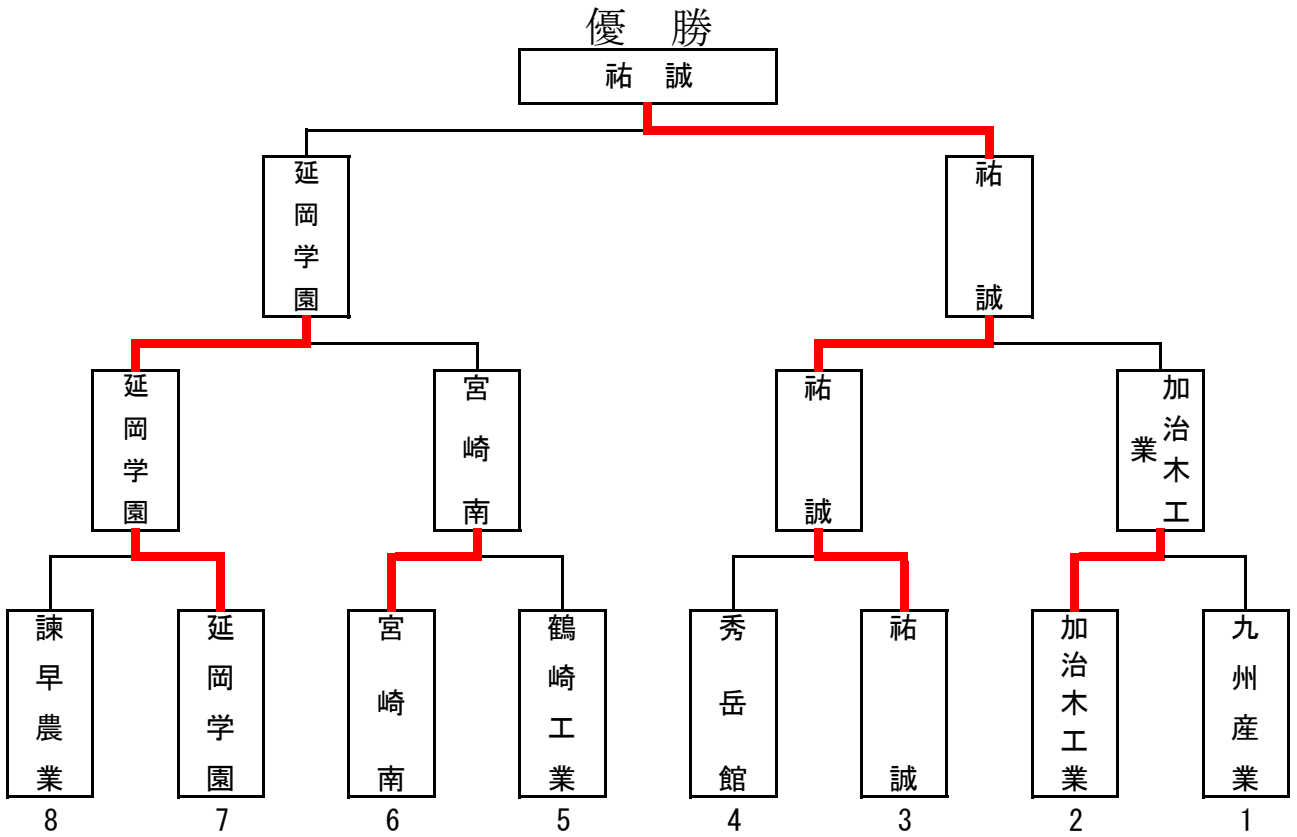 優　勝
祐　誠
延岡学園
祐誠
延岡学園
宮崎南
祐誠
加治木工業
諫早農業
延岡学園
宮崎南
鶴崎工業
秀岳館
祐誠
加治木工業
九州産業
8
7
6
5
4
3
2
1